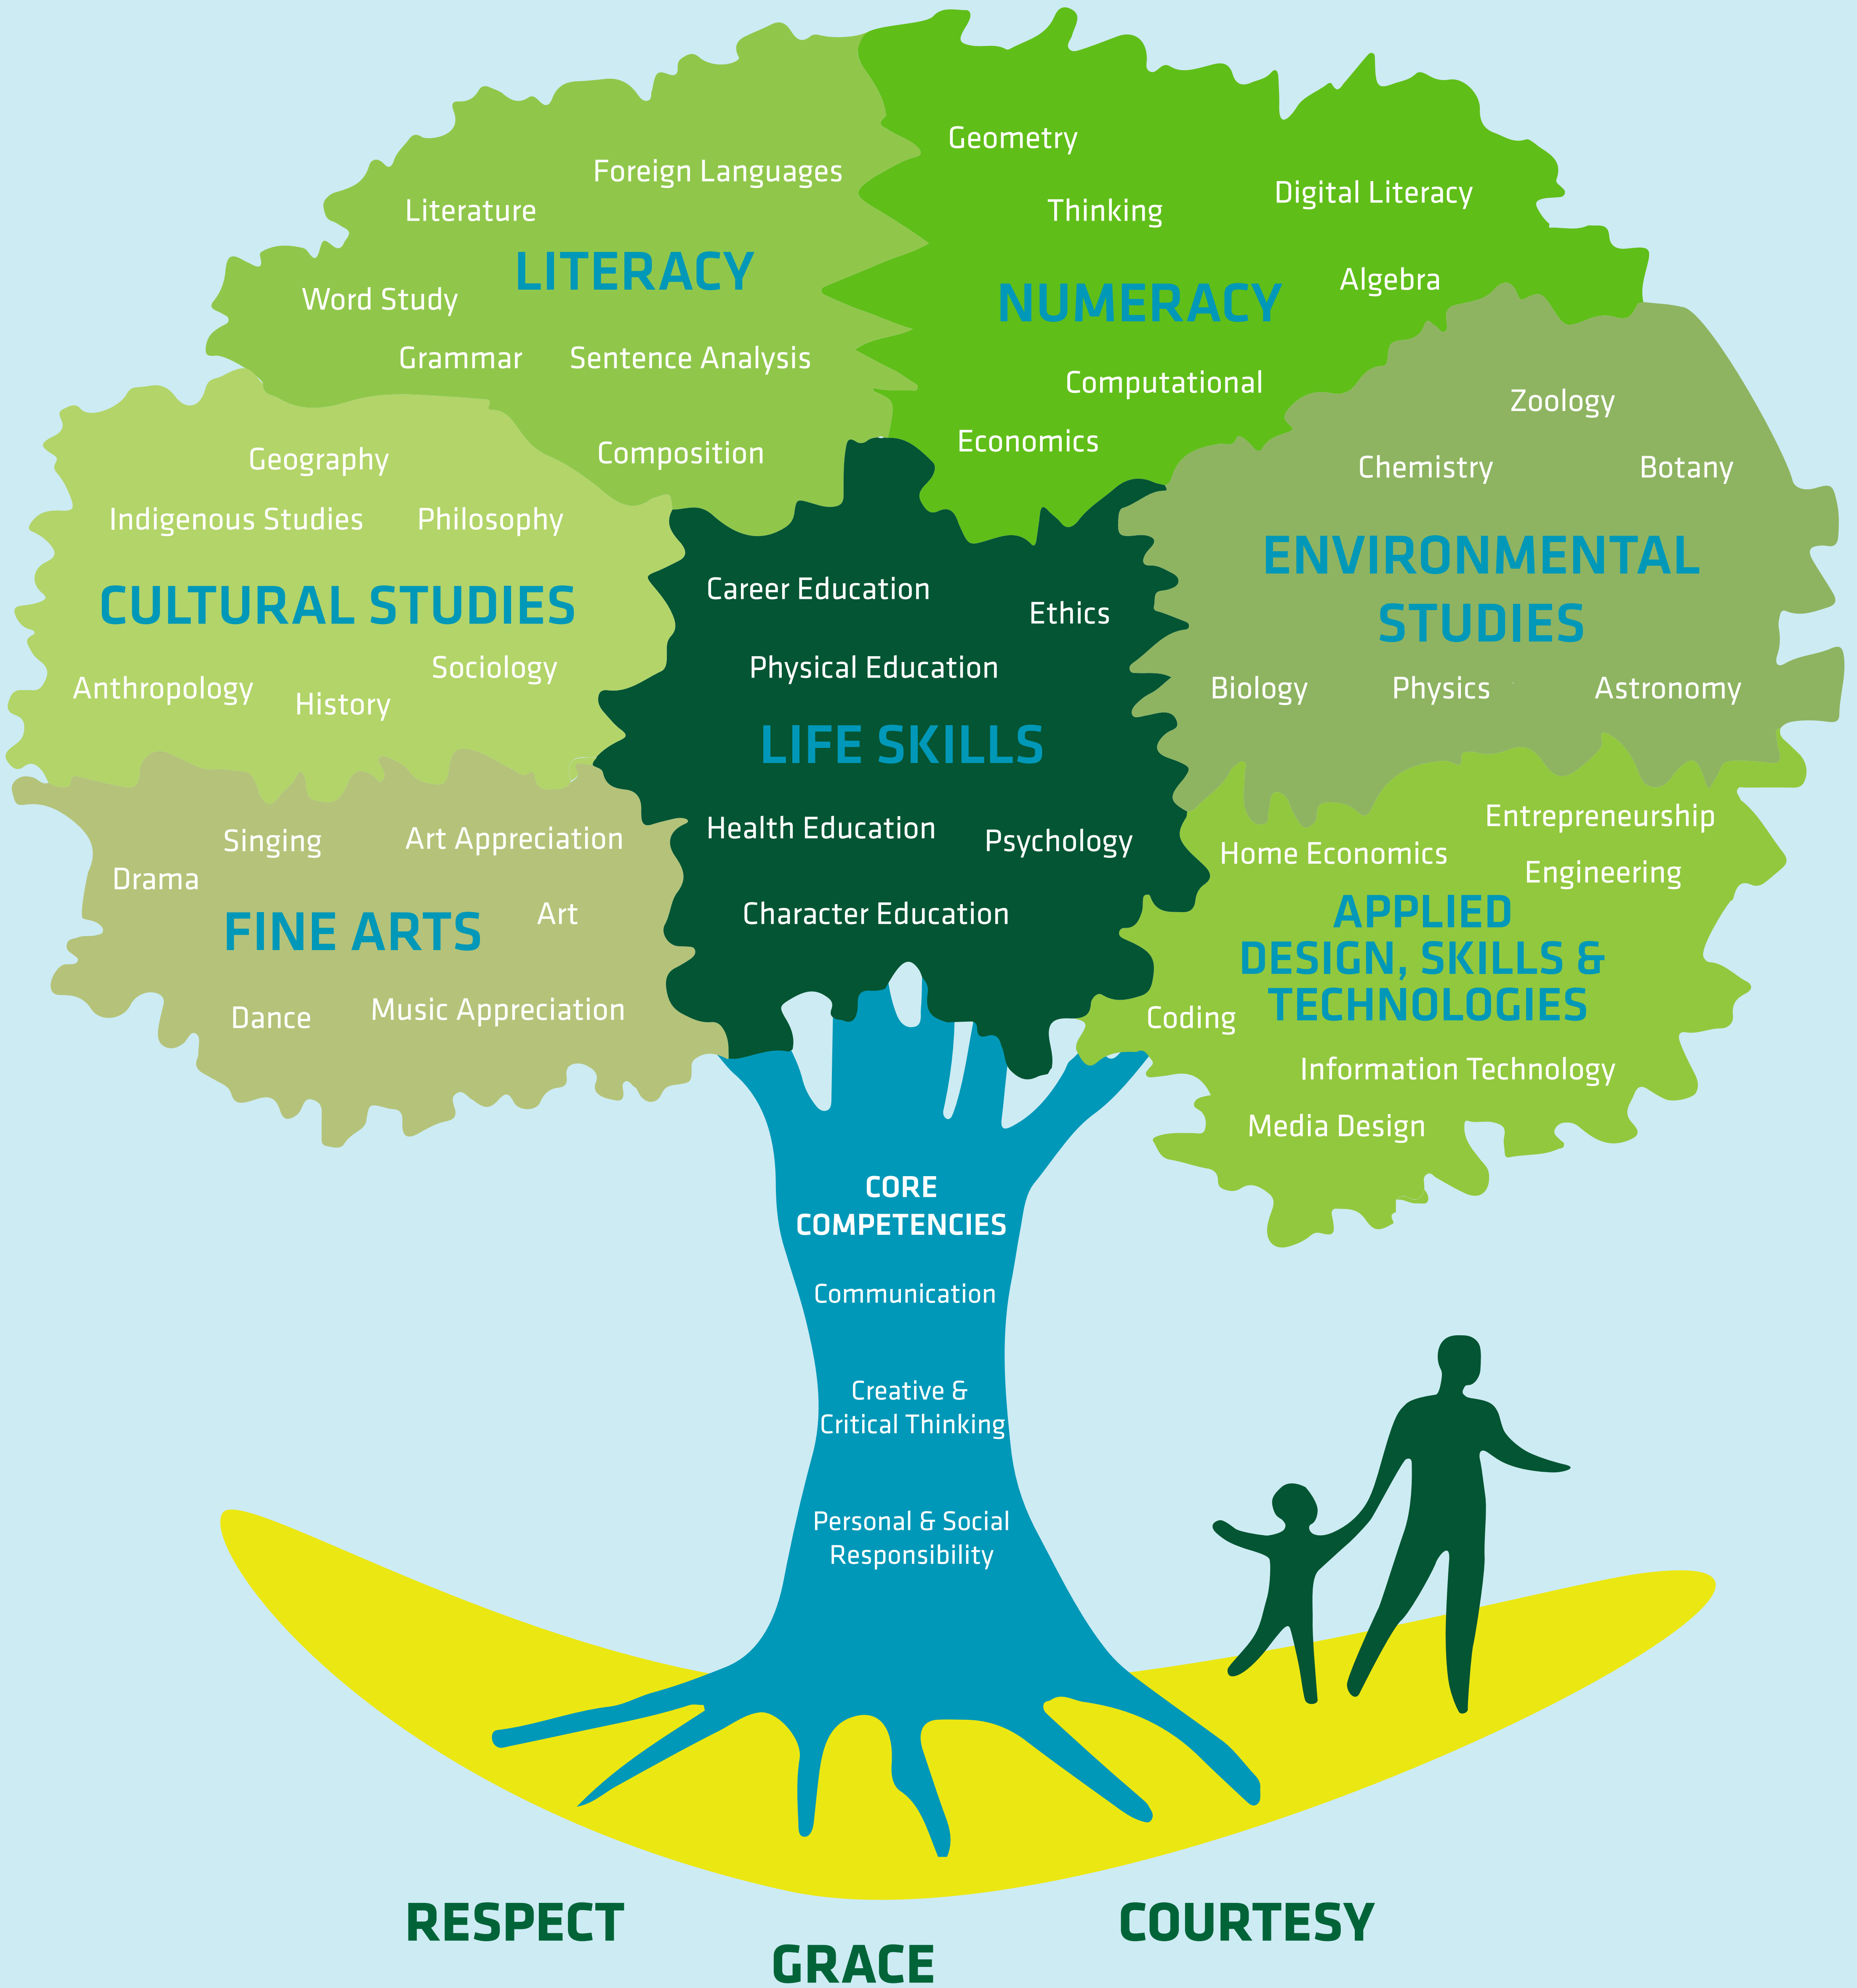 Foreign Languages
Literature
LITERACY
Word Study
Grammar
Sentence Analysis
Composition
Geometry
Thinking
Digital Literacy
Algebra
NUMERACY
Computational
Economics
Geography
Indigenous Studies
Philosophy
CULTURAL STUDIES
Sociology
Anthropology
History
Career Education
Ethics
Physical Education
LIFE SKILLS
Health Education
Psychology
Character Education
Zoology
Chemistry
Botany
ENVIRONMENTAL
STUDIES
Biology
Physics
Astronomy
Singing
Art Appreciation
Drama
FINE ARTS
Art
Dance
Music Appreciation
Entrepreneurship
Home Economics
Engineering
APPLIED
DESIGN, SKILLS &
TECHNOLOGIES
Coding
Information Technology
Media Design
CORE
COMPETENCIES
Communication
Creative &
Critical Thinking
Personal & Social
Responsibility
RESPECT
GRACE
COURTESY